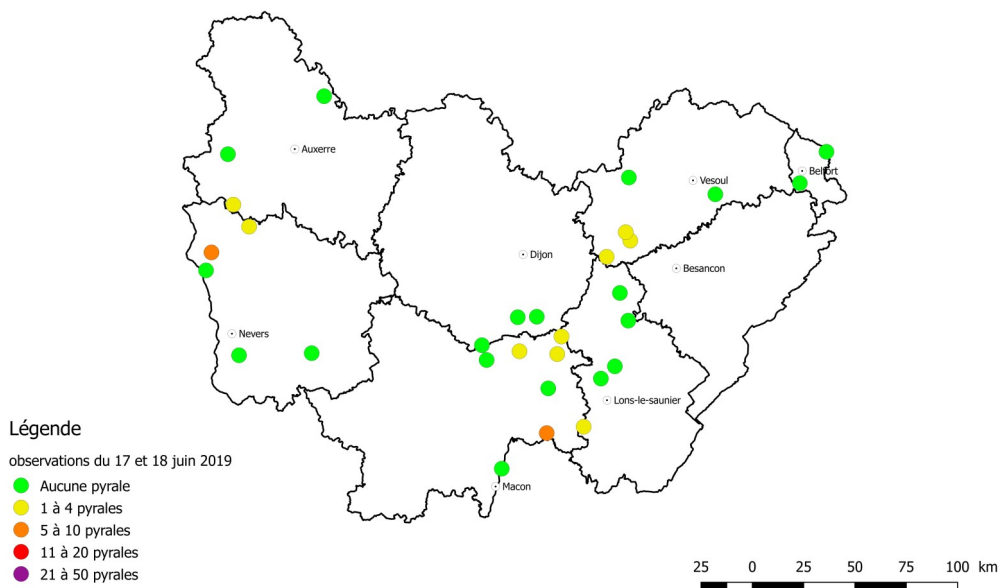 Auxerre
Vesoul
Belfort
Dijon
Besancon
Nevers
Lons-le-saunier
Macon
Légende
observations du 17 et 18 juin 2019
Aucune pyrale
1 à 4 pyrales
5 à 10 pyrales
11 à 20 pyrales
21 à 50 pyrales
25 0 25 50 75 100 km